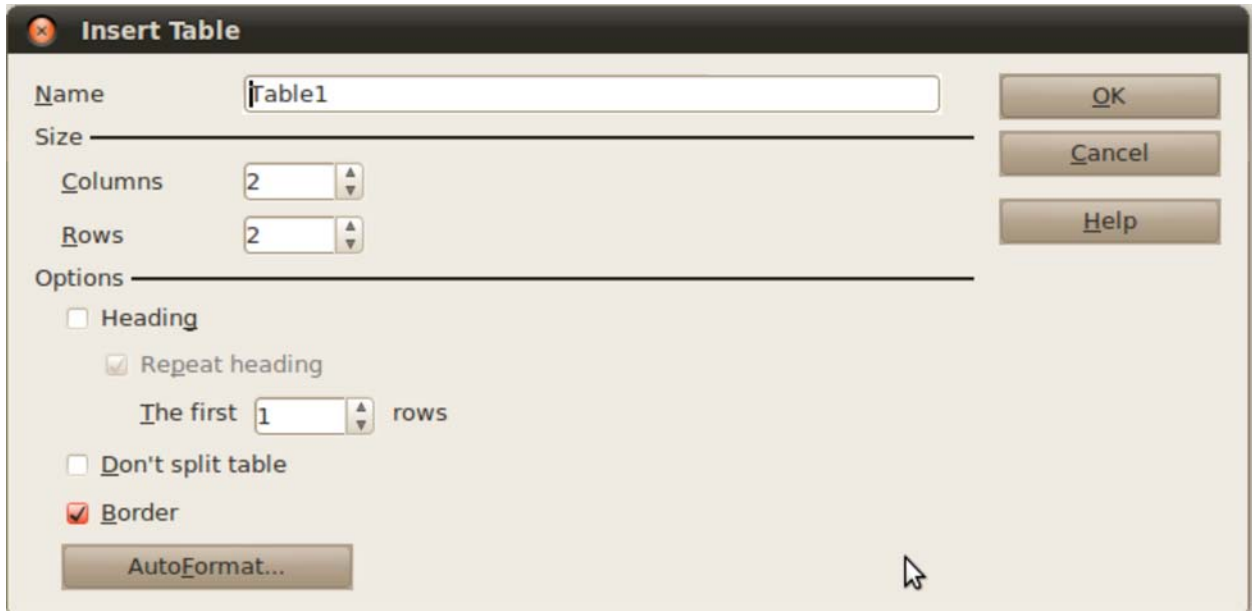 Insert Table
Name Table1 OK
Size
Cancel
Columns 2
Rows 2 Help
Options
Heading
Repeat heading
The first 1 rows
Don't split table
Border
AutoFormat...